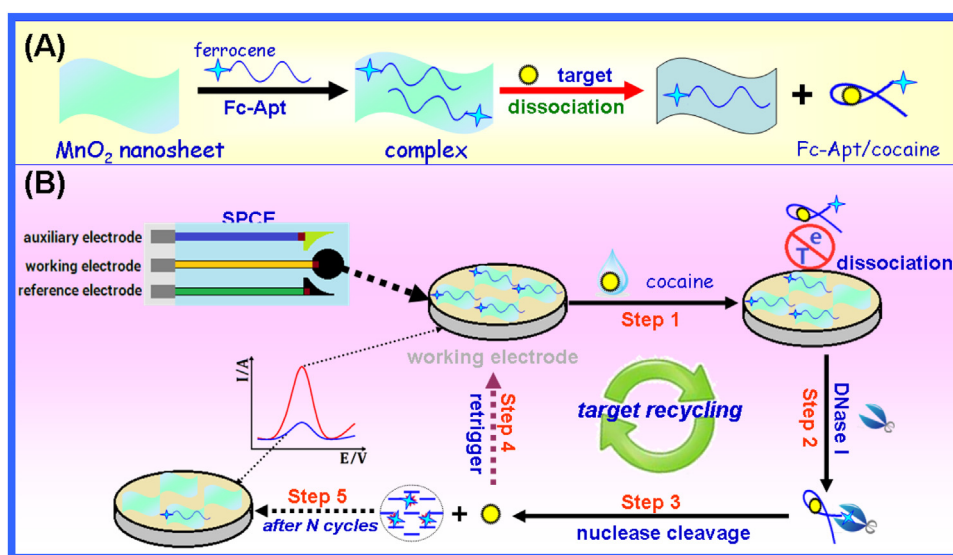 (A)
ferrocene
Fc-Apt
target
dissociation
MnO₂ nanosheet
complex
+
Fc-Apt/cocaine
(B)
SPCE
auxiliary electrode
working electrode
reference electrode
cocaine
Step 1
e
T
dissociation
working electrode
I/A
E/V
Step 4
retrigger
target recycling
DNase I
Step 2
Step 5
after N cycles
+
Step 3
nuclease cleavage